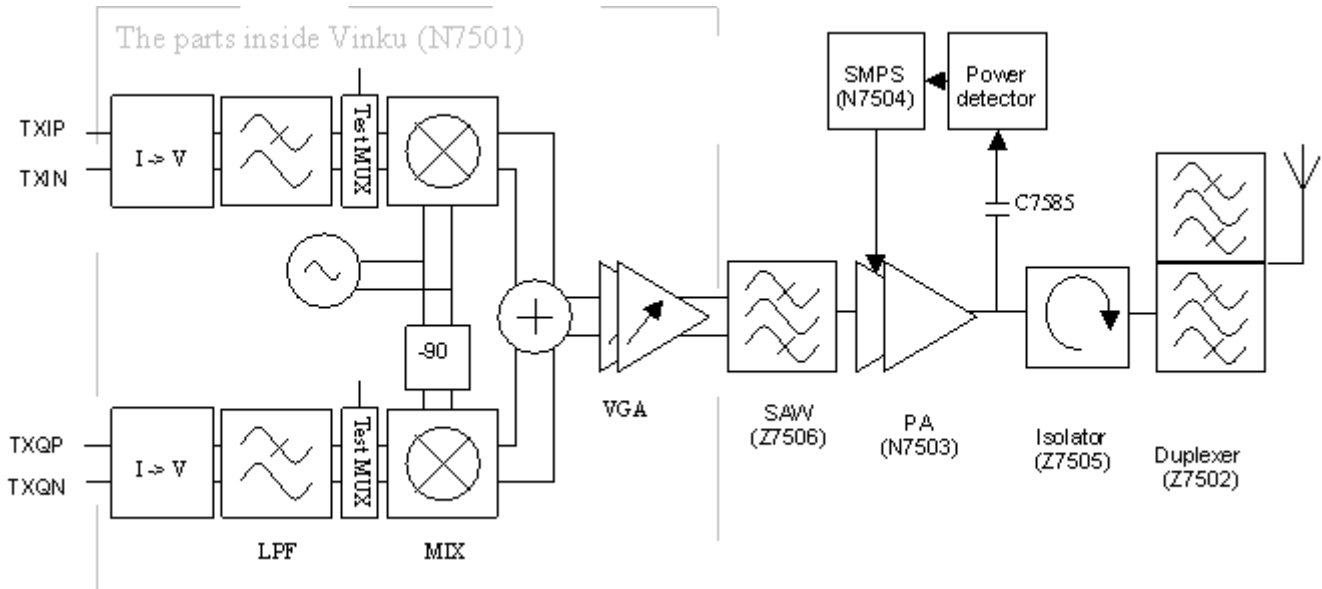 The parts inside Vinku (N7501)
SMPS
(N7504)
Power
detector
TXIP
TXIN
I -> V
Test MUX
C7585
-90
VGA
SAW
(Z7506)
PA
(N7503)
Isolator
(Z7505)
Duplexer
(Z7502)
TXQP
TXQN
I -> V
Test MUX
LPF
MIX